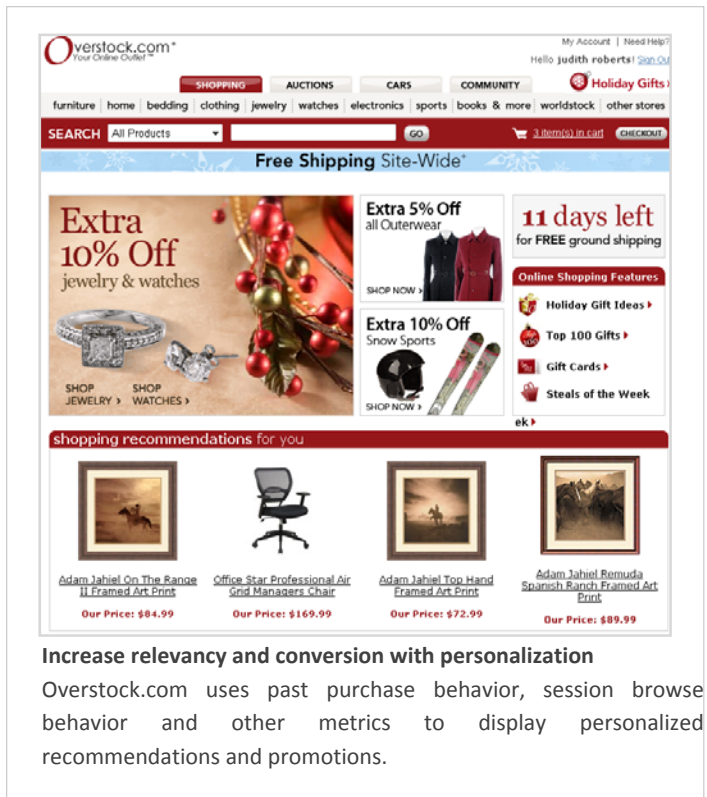 Overstock.com
Your Online Outlet
My Account | Need Help?
Hello judith roberts! Sign Out
SHOPPING AUCTIONS CARS COMMUNITY Holiday Gifts
furniture home bedding clothing jewelry watches electronics sports books & more worldstock other stores
SEARCH All Products GO 3 item(s) in cart CHECKOUT
Free Shipping Site-Wide*
Extra
10% Off
jewelry & watches
SHOP
JEWELRY ›
SHOP
WATCHES ›
Extra 5% Off
all Outerwear
SHOP NOW ›
Extra 10% Off
Snow Sports
SHOP NOW ›
11 days left
for FREE ground shipping
Online Shopping Features
Holiday Gift Ideas
Top 100 Gifts
Gift Cards
Steals of the Week
ek
shopping recommendations for you
Adam Jahiel On The Range
II Framed Art Print
Our Price: $84.99
Office Star Professional Air
Grid Managers Chair
Our Price: $169.99
Adam Jahiel Top Hand
Framed Art Print
Our Price: $72.99
Adam Jahiel Remuda
Spanish Ranch Framed Art
Print
Our Price: $89.99
Increase relevancy and conversion with personalization
Overstock.com uses past purchase behavior, session browse
behavior and other metrics to display personalized
recommendations and promotions.